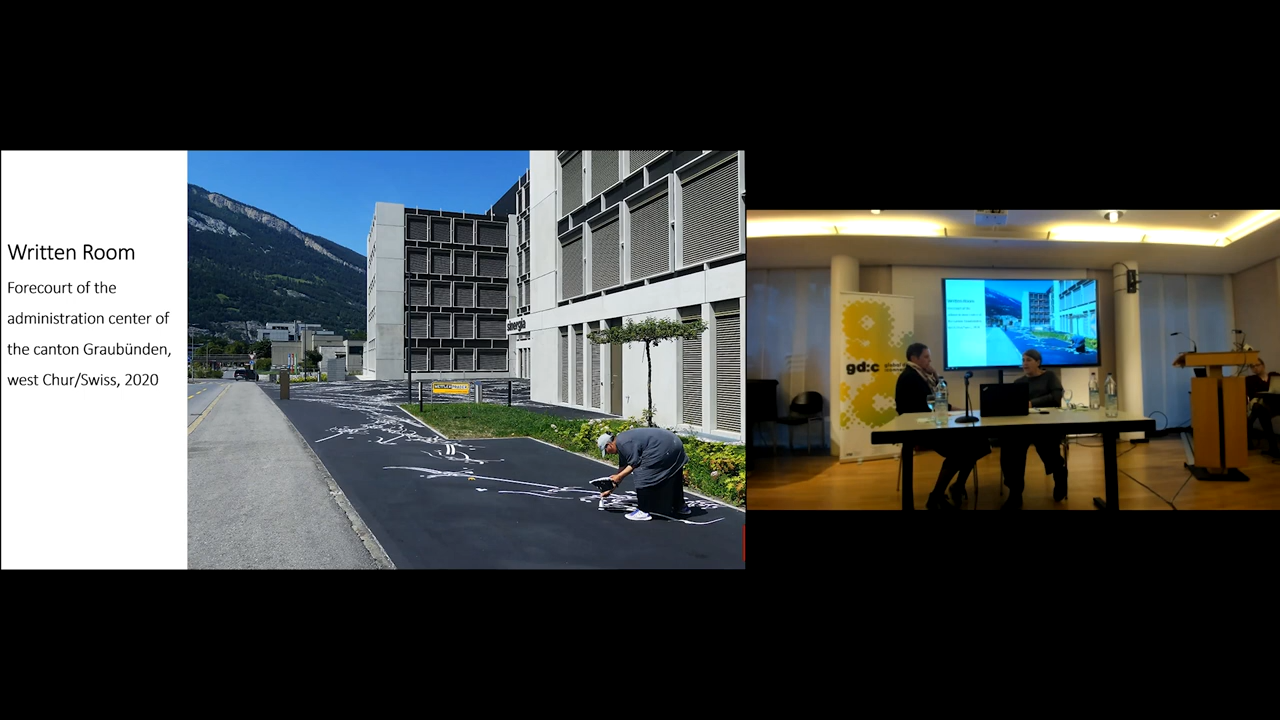 Written Room
Forecourt of the
administration center of
the canton Graubünden,
west Chur/Swiss, 2020
sinergia
gd:c